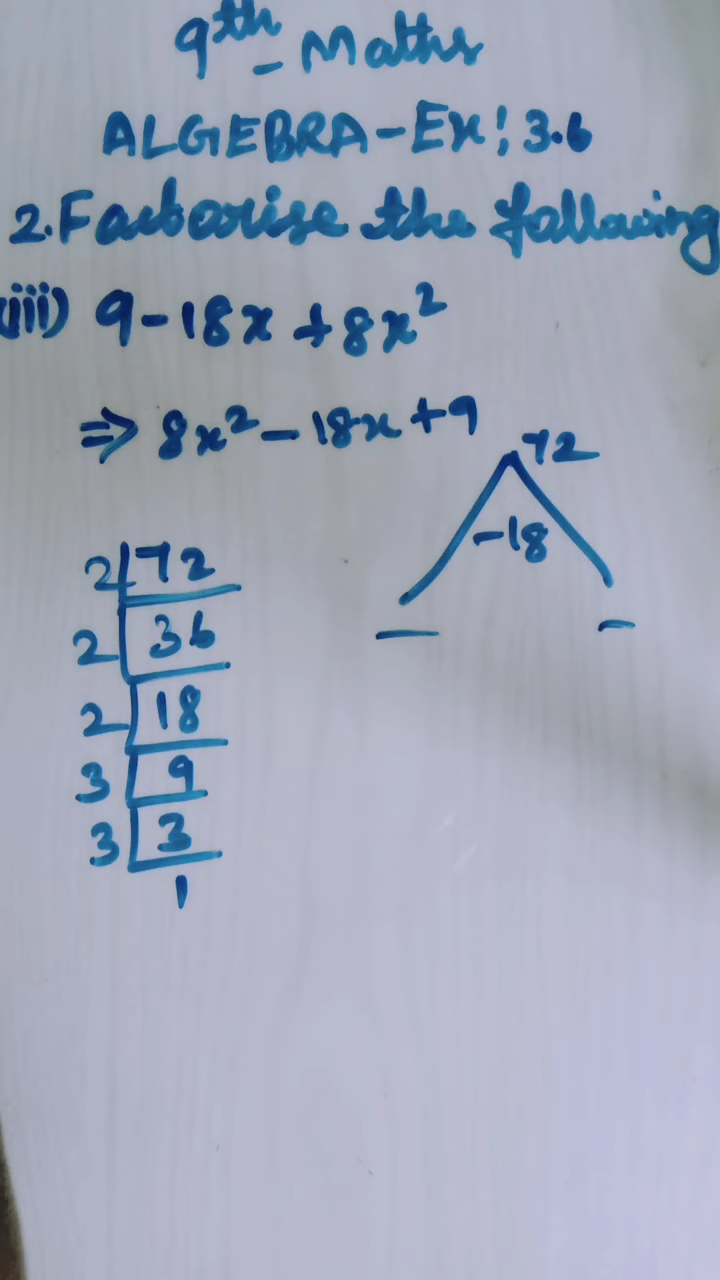 9th - Maths
ALGEBRA - Ex: 3.6
2. Factorise the following
(iii) 9 - 18x + 8x²
⇒ 8x² - 18x + 9
72
-18
2 | 72
2 | 36
2 | 18
3 | 9
3 | 3
1